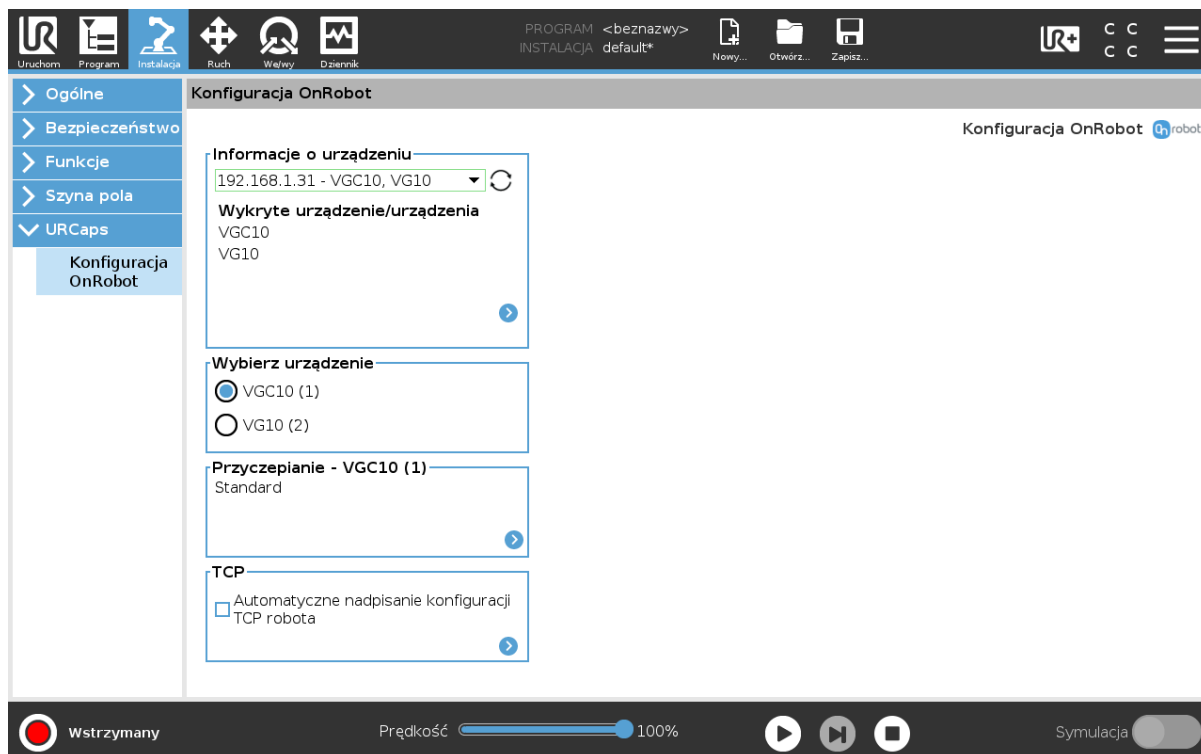 UR
Uruchom
Program
Instalacja
Ruch
We/wy
Dziennik
PROGRAM <beznazwy>
INSTALACJA default*
Nowy...
Otwórz...
Zapisz...
UR+
C C
C C
Ogólne
Bezpieczeństwo
Funkcje
Szyna pola
URCaps
Konfiguracja
OnRobot
Konfiguracja OnRobot
Konfiguracja OnRobot
On robot
Informacje o urządzeniu
192.168.1.31 - VGC10, VG10
Wykryte urządzenie/urządzenia
VGC10
VG10
Wybierz urządzenie
VGC10 (1)
VG10 (2)
Przyczepianie - VGC10 (1)
Standard
TCP
Automatyczne nadpisanie konfiguracji
TCP robota
Wstrzymany
Prędkość
100%
Symulacja